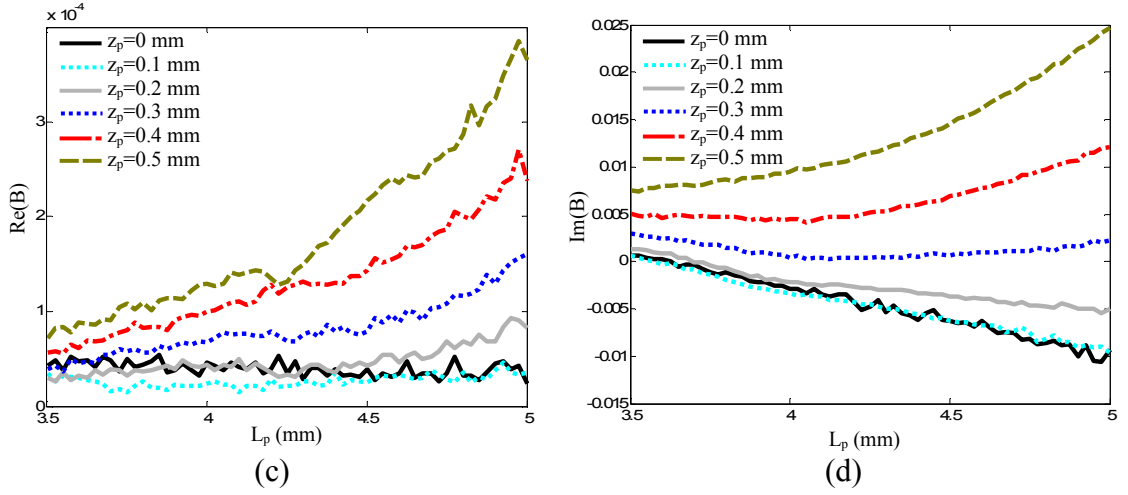 × 10⁻⁴
z_p=0 mm
z_p=0.1 mm
z_p=0.2 mm
z_p=0.3 mm
z_p=0.4 mm
z_p=0.5 mm
Re(B)
3
2
1
0
3.5 4 4.5 5
L_p (mm)
(c)
0.025
0.02
0.015
0.01
0.005
0
-0.005
-0.01
-0.015
z_p=0 mm
z_p=0.1 mm
z_p=0.2 mm
z_p=0.3 mm
z_p=0.4 mm
z_p=0.5 mm
Im(B)
3.5 4 4.5 5
L_p (mm)
(d)